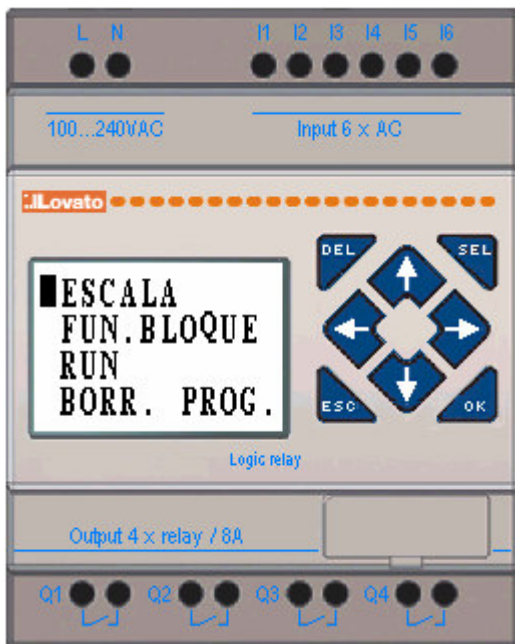 L N I1 I2 I3 I4 I5 I6
100...240VAC Input 6 x AC
Lovato
DEL SEL
ESCALA
FUN.BLOQUE
RUN
BORR. PROG.
ESC OK
Logic relay
Output 4 x relay / 8A
Q1 Q2 Q3 Q4